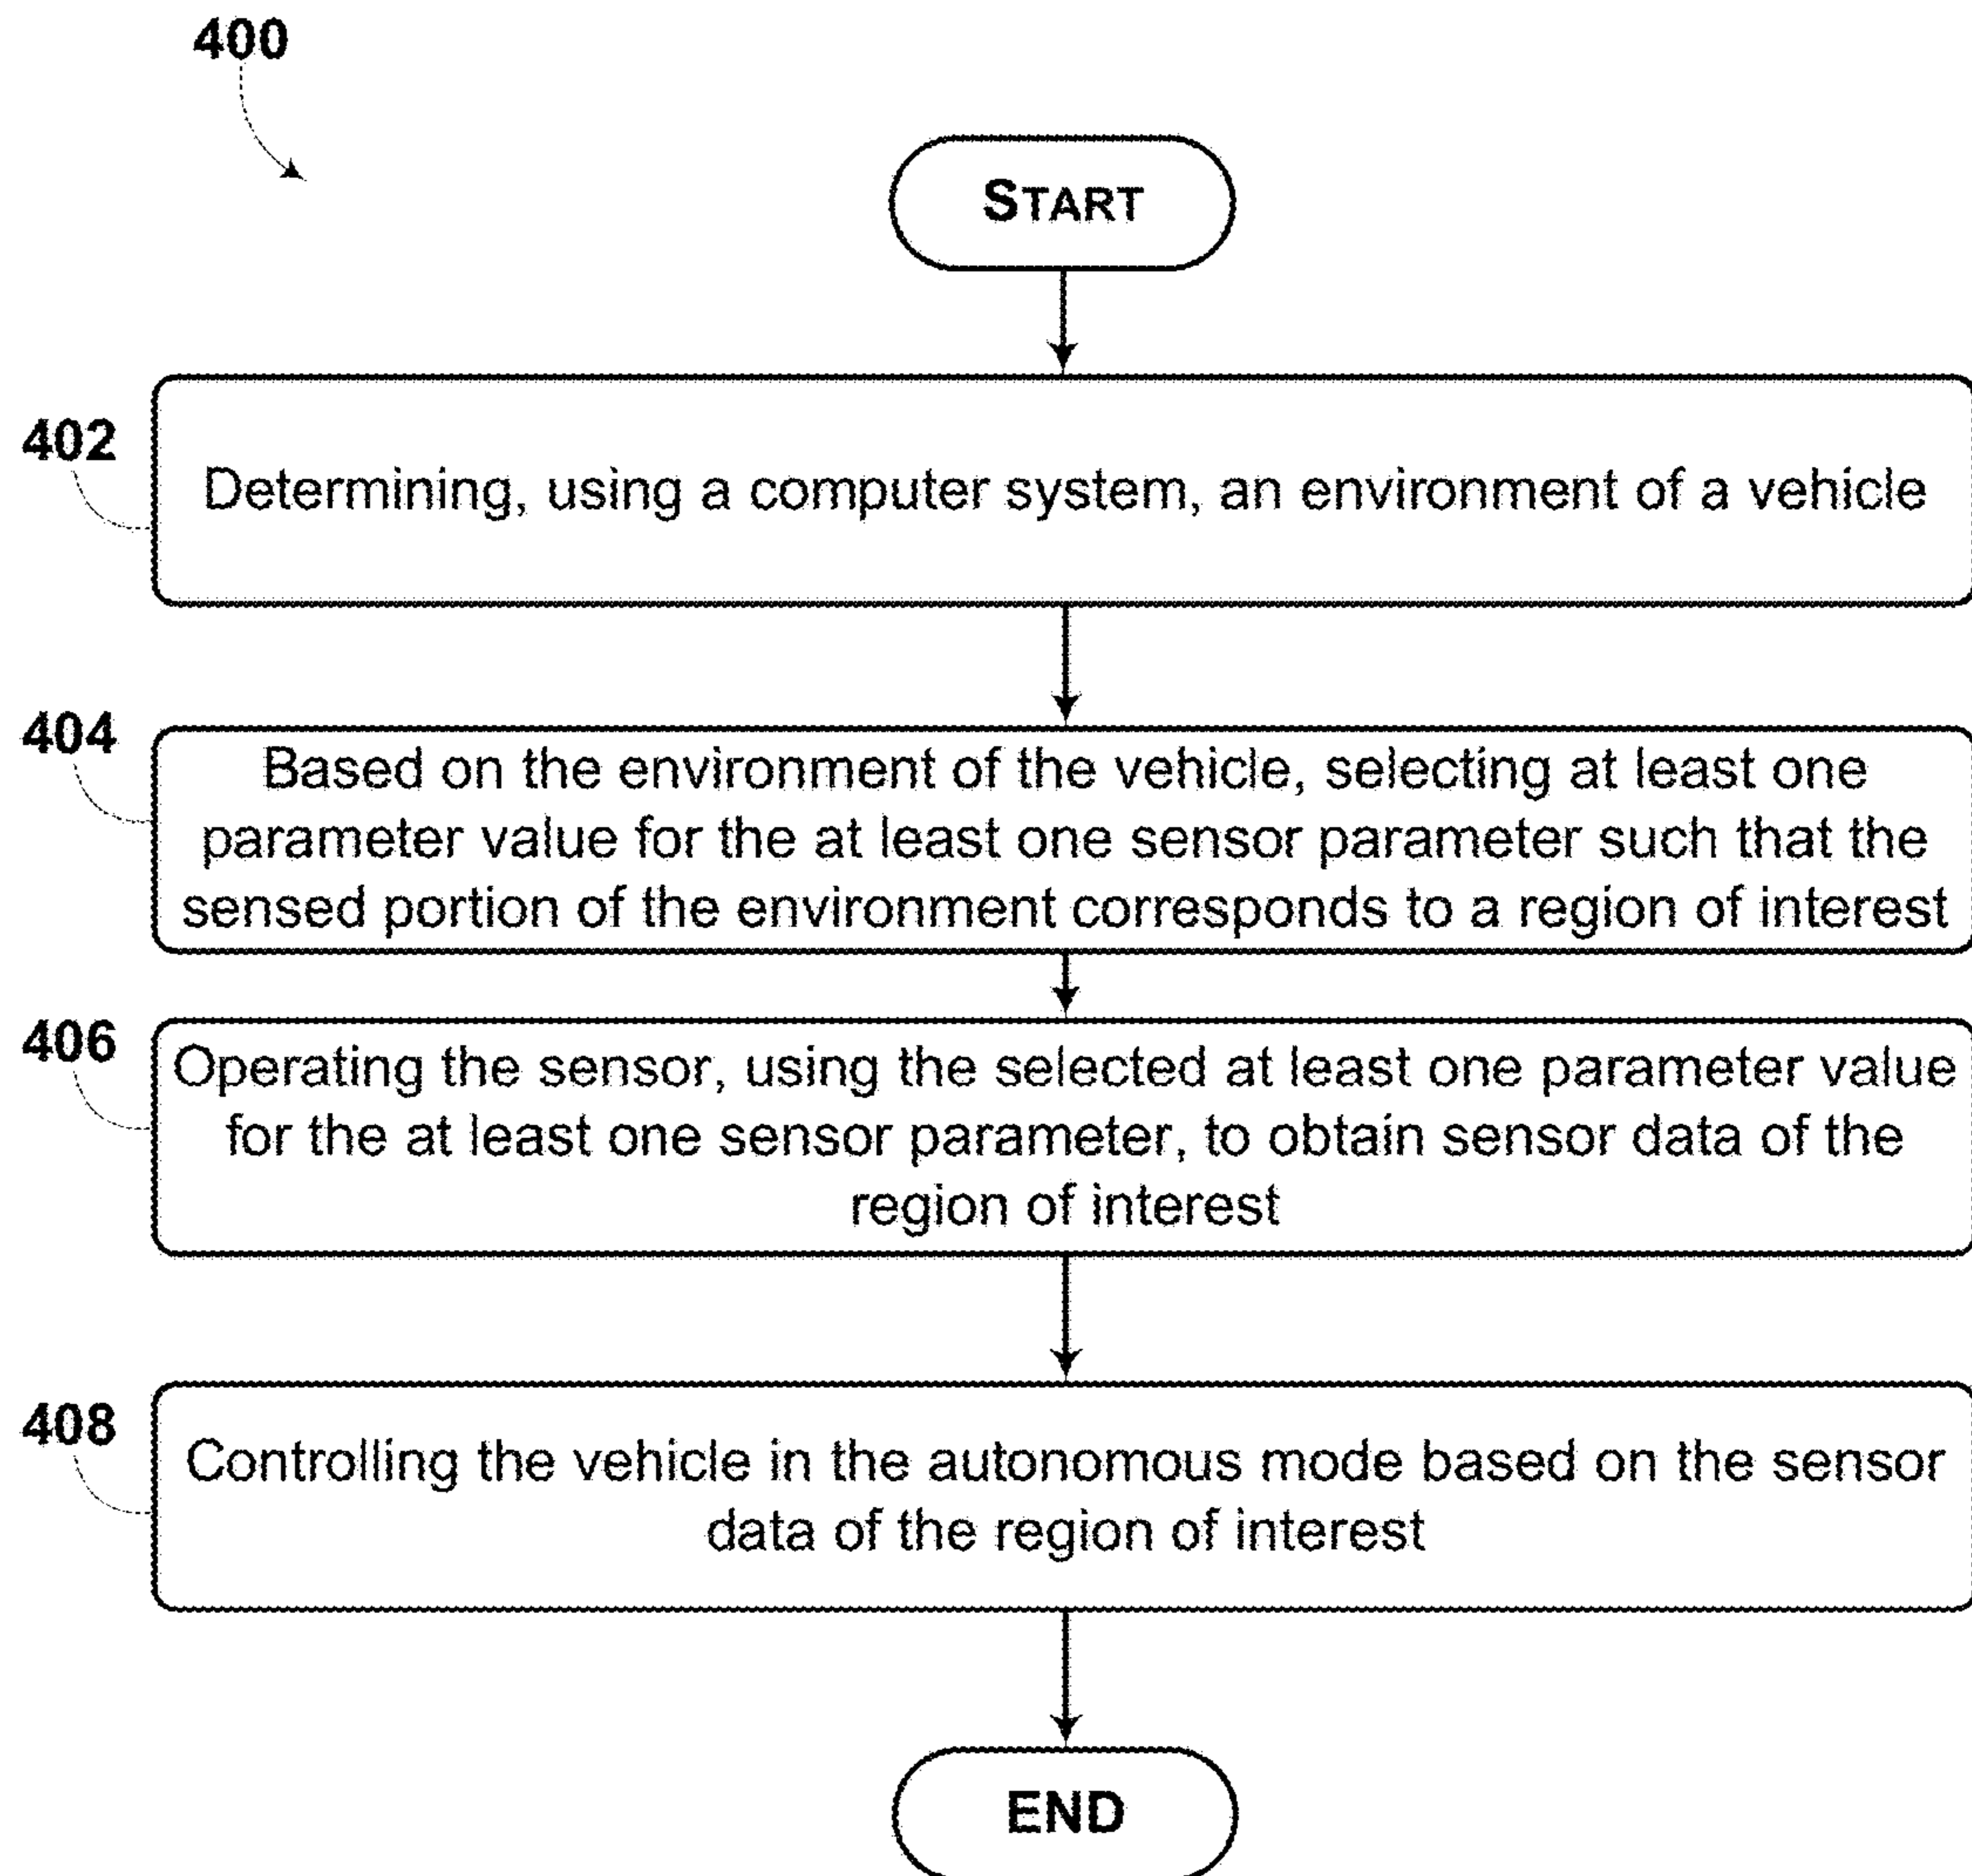 400
START
402
Determining, using a computer system, an environment of a vehicle
404
Based on the environment of the vehicle, selecting at least one
parameter value for the at least one sensor parameter such that the
sensed portion of the environment corresponds to a region of interest
406
Operating the sensor, using the selected at least one parameter value
for the at least one sensor parameter, to obtain sensor data of the
region of interest
408
Controlling the vehicle in the autonomous mode based on the sensor
data of the region of interest
END